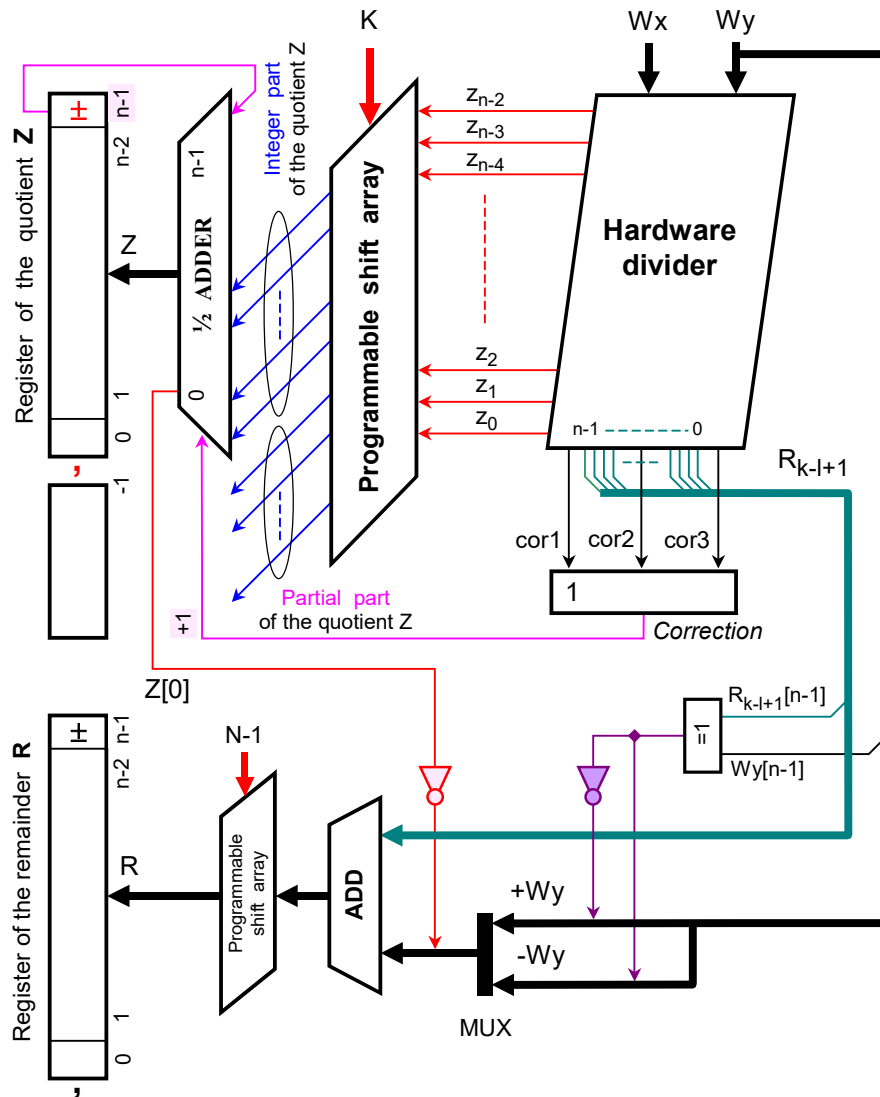 K
Wx
Wy
Register of the quotient Z
±
n-1
n-2
1
0
,
-1
Z
½ ADDER
n-1
0
Integer part
of the quotient Z
Programmable shift array
zn-2
zn-3
zn-4
z2
z1
z0
Hardware
divider
n-1
0
Rk-l+1
cor1
cor2
cor3
1
Correction
Partial part
of the quotient Z
+1
Z[0]
Register of the remainder R
±
n-1
n-2
1
0
,
R
N-1
Programmable
shift array
ADD
=1
Rk-l+1[n-1]
Wy[n-1]
+Wy
-Wy
MUX